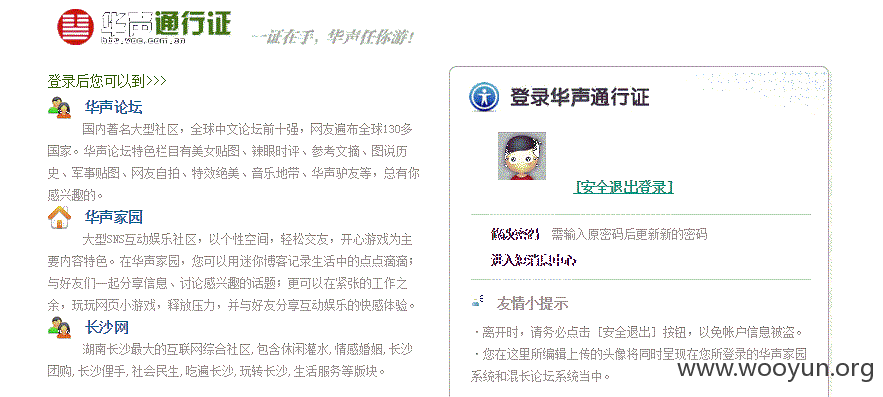 华声通行证
一证在手，华声任你游！
登录后您可以到>>>
华声论坛
国内著名大型社区，全球中文论坛前十强，网友遍布全球130多
国家。华声论坛特色栏目有美女贴图、辣眼时评、参考文摘、图说历
史、军事贴图、网友自拍、特效绝美、音乐地带、华声驴友等，总有你
感兴趣的。
华声家园
大型SNS互动娱乐社区，以个性空间，轻松交友，开心游戏为主
要内容特色。在华声家园，您可以用迷你博客记录生活中的点点滴滴；
与好友们一起分享信息、讨论感兴趣的话题；更可以在紧张的工作之
余，玩玩网页小游戏，释放压力，并与好友分享互动娱乐的快感体验。
长沙网
湖南长沙最大的互联网综合社区,包含休闲灌水,情感婚姻,长沙
团购,长沙俚手,社会民生,吃遍长沙,玩转长沙,生活服务等版块。
登录华声通行证
[安全退出登录]
修改密码 需输入原密码后更新新的密码
进入短消息中心
友情小提示
·离开时，请务必点击 [安全退出] 按钮，以免帐户信息被盗。
·您在这里所编辑上传的头像将同时呈现在您所登录的华声家园
系统和混长论坛系统当中。
www.wooyun.org